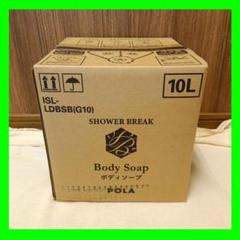 ISL-
LDBSB(G10)
10L
SHOWER BREAK
Body Soap
ボディソープ
POLA